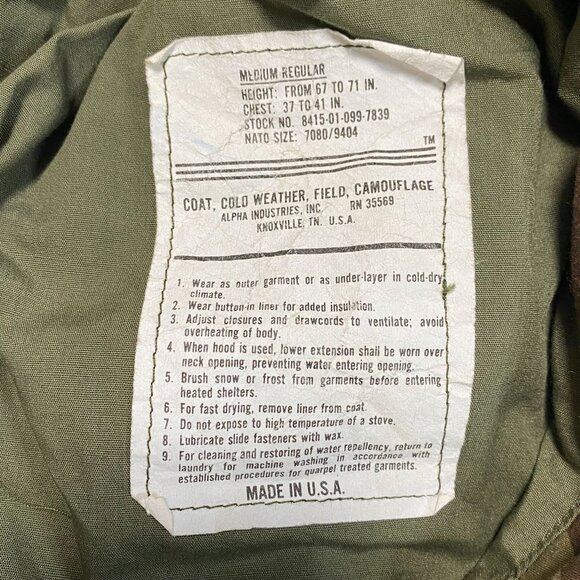 MEDIUM REGULAR
HEIGHT: FROM 67 TO 71 IN.
CHEST: 37 TO 41 IN.
STOCK NO. 8415-01-099-7839
NATO SIZE: 7080/9404
TM
COAT, COLD WEATHER, FIELD, CAMOUFLAGE
ALPHA INDUSTRIES, INC. RN 35569
KNOXVILLE, TN. U.S.A.
1. Wear as outer garment or as under-layer in cold-dry
climate.
2. Wear button-in liner for added insulation.
3. Adjust closures and drawcords to ventilate; avoid
overheating of body.
4. When hood is used, lower extension shall be worn over
neck opening, preventing water entering opening.
5. Brush snow or frost from garments before entering
heated shelters.
6. For fast drying, remove liner from coat.
7. Do not expose to high temperature of a stove.
8. Lubricate slide fasteners with wax.
9. For cleaning and restoring of water repellency, return to
laundry for machine washing in accordance with
established procedures for quarpel treated garments.
MADE IN U.S.A.